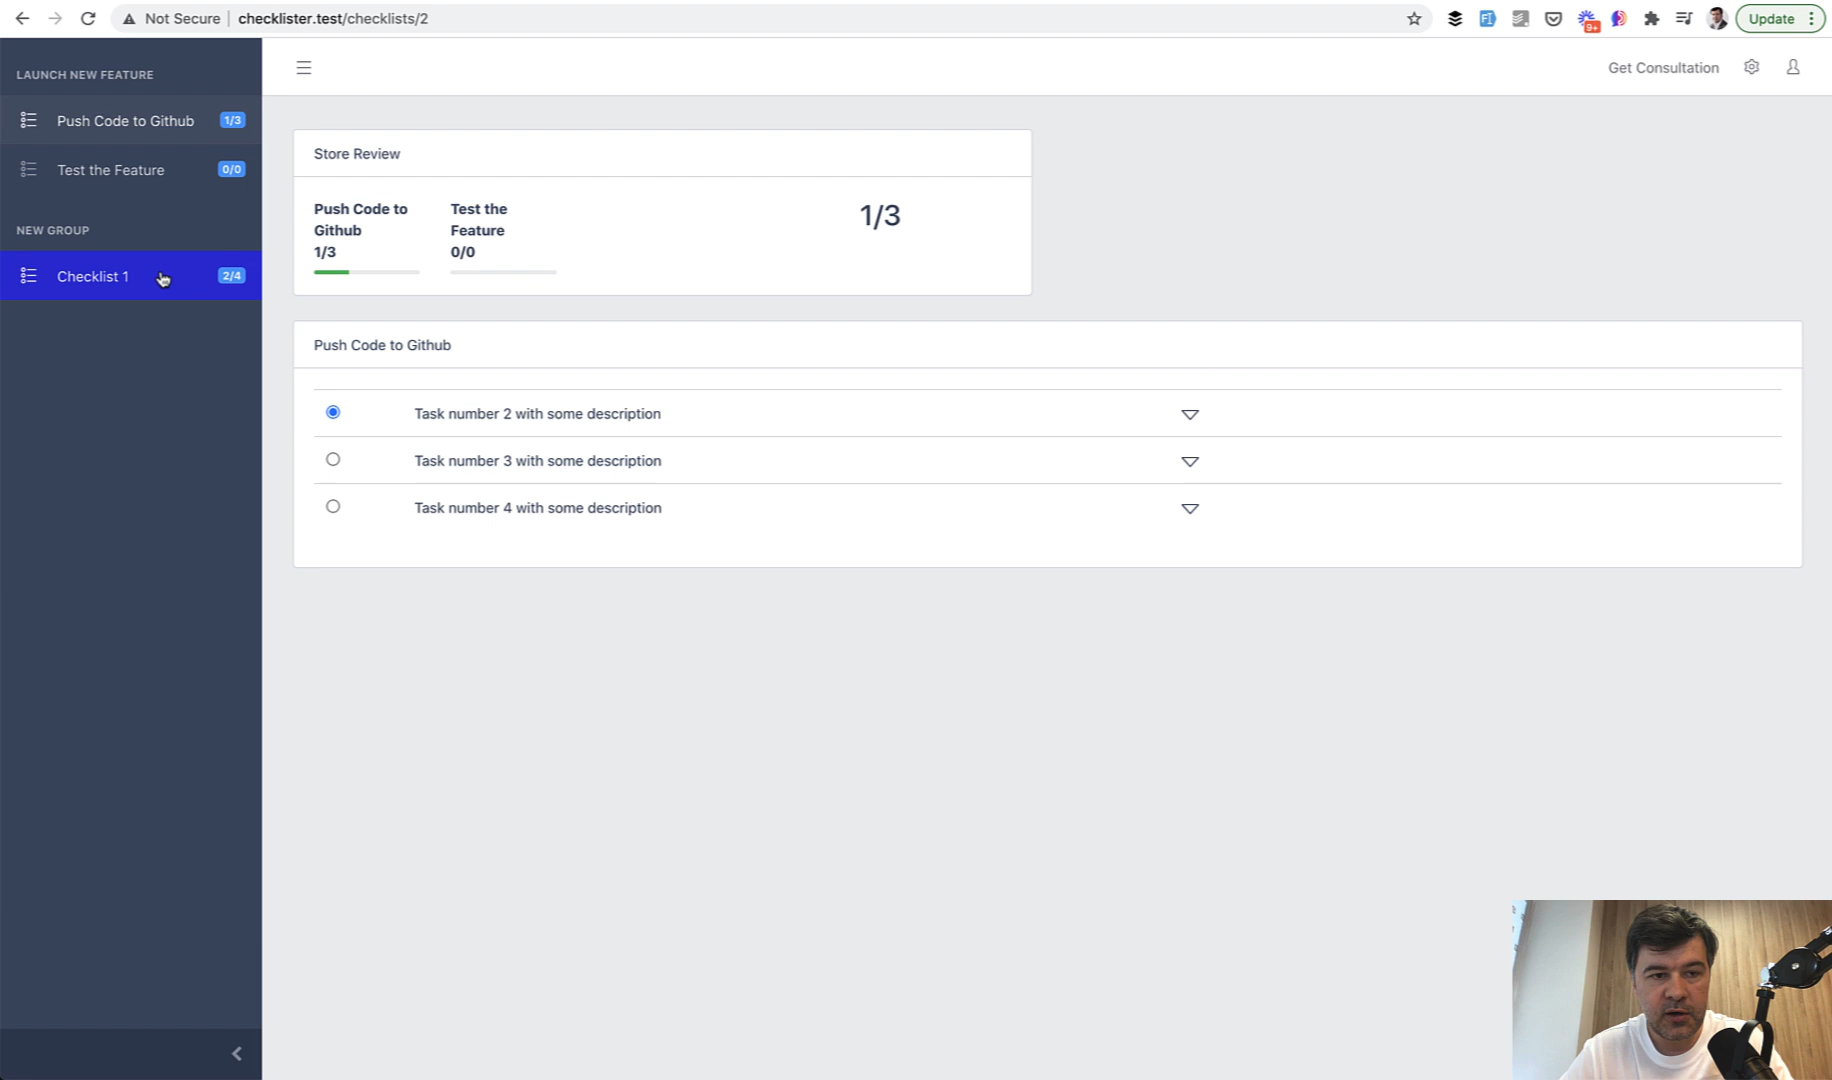 Not Secure
checklister.test/checklists/2
9+
Update
LAUNCH NEW FEATURE
Push Code to Github
1/3
Test the Feature
0/0
NEW GROUP
Checklist 1
2/4
Get Consultation
Store Review
Push Code to
Github
1/3
Test the
Feature
0/0
1/3
Push Code to Github
Task number 2 with some description
Task number 3 with some description
Task number 4 with some description